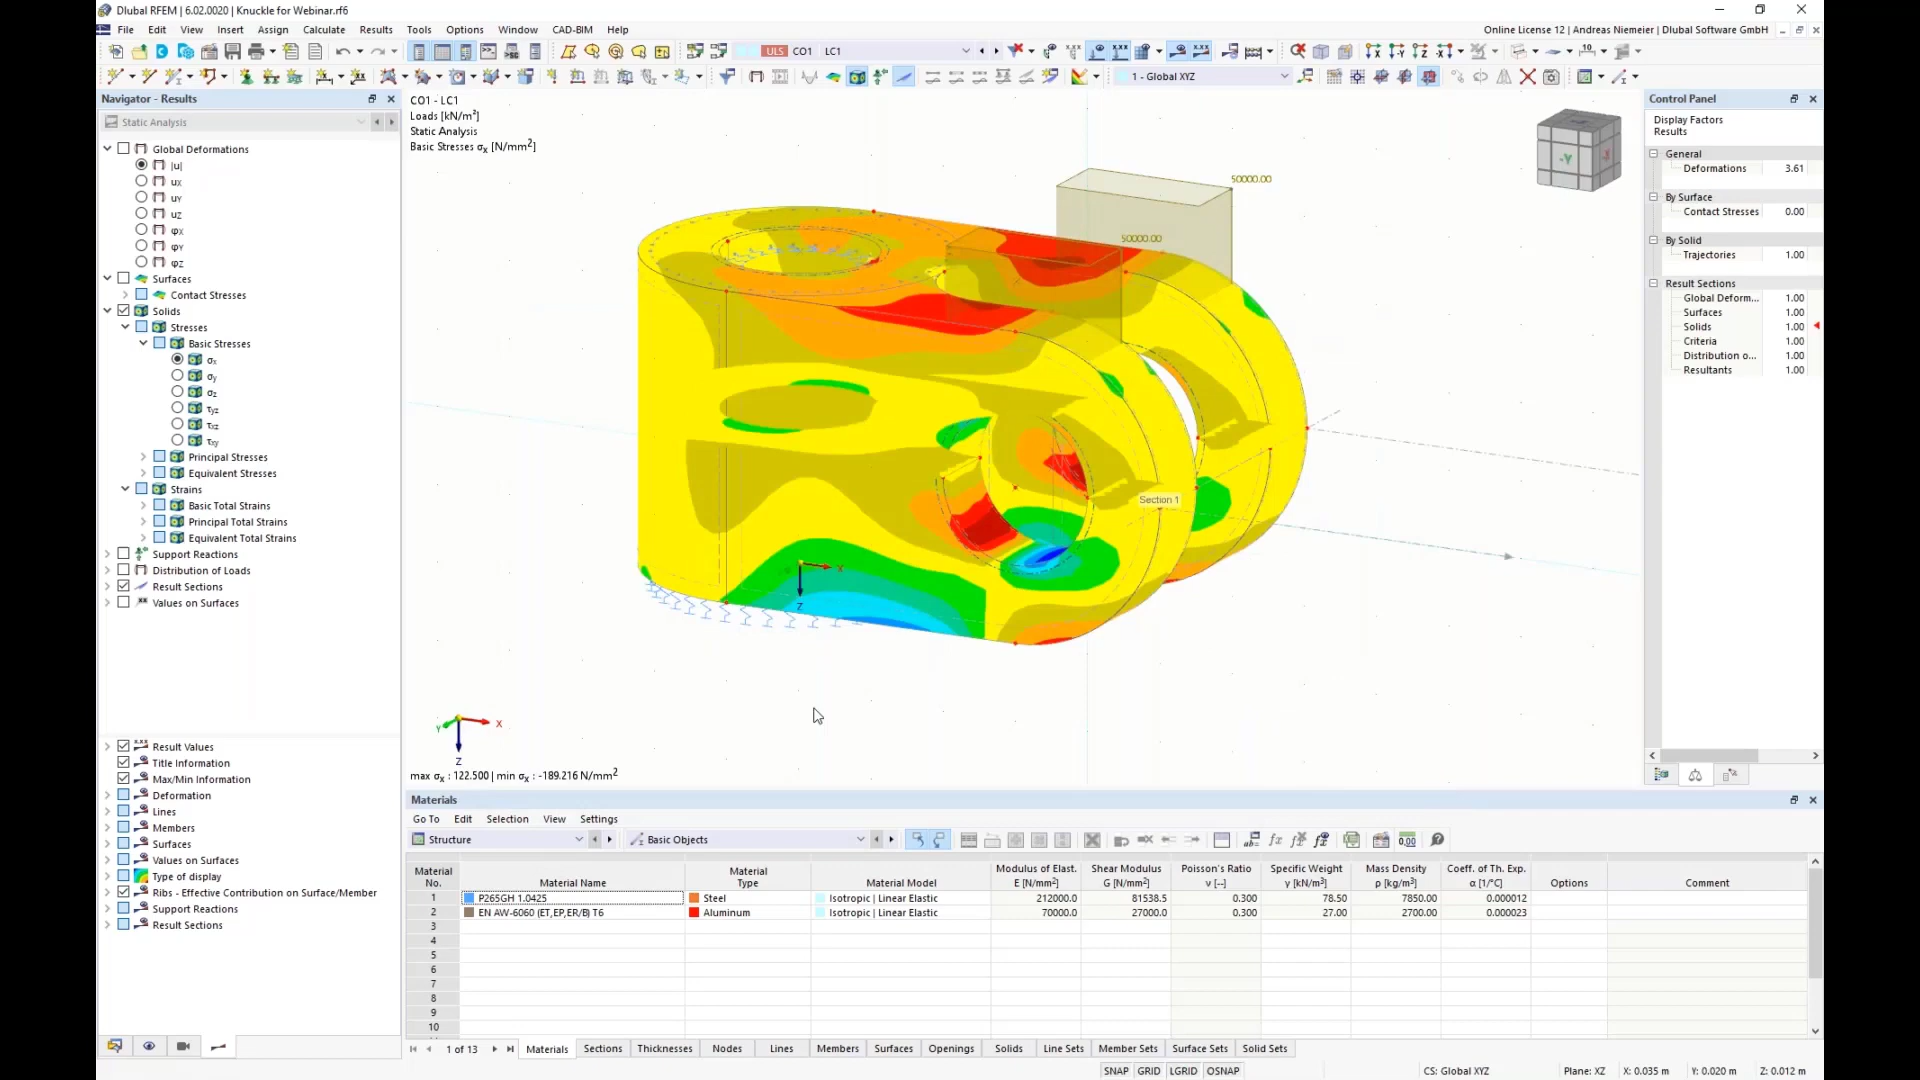 Dlubal RFEM | 6.02.0020 | Knuckle for Webinar.rf6
File Edit View Insert Assign Calculate Results Tools Options Window CAD-BIM Help
Online License 12 | Andreas Niemeier | Dlubal Software GmbH
ULS CO1 LC1
1 - Global XYZ
Navigator - Results
Static Analysis
Global Deformations
|u|
uX
uY
uZ
φX
φY
φZ
Surfaces
Contact Stresses
Solids
Stresses
Basic Stresses
σx
σy
σz
τyz
τxz
τxy
Principal Stresses
Equivalent Stresses
Strains
Basic Total Strains
Principal Total Strains
Equivalent Total Strains
Support Reactions
Distribution of Loads
Result Sections
Values on Surfaces
Result Values
Title Information
Max/Min Information
Deformation
Lines
Members
Surfaces
Values on Surfaces
Type of display
Ribs - Effective Contribution on Surface/Member
Support Reactions
Result Sections
CO1 - LC1
Loads [kN/m²]
Static Analysis
Basic Stresses σx [N/mm²]
50000.00
50000.00
Section 1
X
Z
Y
X
Z
-Y
max σx : 122.500 | min σx : -189.216 N/mm²
Control Panel
Display Factors
Results
General
Deformations 3.61
By Surface
Contact Stresses 0.00
By Solid
Trajectories 1.00
Result Sections
Global Deform... 1.00
Surfaces 1.00
Solids 1.00
Criteria 1.00
Distribution o... 1.00
Resultants 1.00
Materials
Go To Edit Selection View Settings
Structure Basic Objects
Material No. Material Name Material Type Material Model Modulus of Elast. E [N/mm²] Shear Modulus G [N/mm²] Poisson's Ratio ν [--] Specific Weight γ [kN/m³] Mass Density ρ [kg/m³] Coeff. of Th. Exp. α [1/°C] Options Comment
1 P265GH 1.0425 Steel Isotropic | Linear Elastic 212000.0 81538.5 0.300 78.50 7850.00 0.000012
2 EN AW-6060 (ET,EP,ER/B) T6 Aluminum Isotropic | Linear Elastic 70000.0 27000.0 0.300 27.00 2700.00 0.000023
3
4
5
6
7
8
9
10
1 of 13 Materials Sections Thicknesses Nodes Lines Members Surfaces Openings Solids Line Sets Member Sets Surface Sets Solid Sets
SNAP GRID LGRID OSNAP CS: Global XYZ Plane: XZ X: 0.035 m Y: 0.020 m Z: 0.012 m